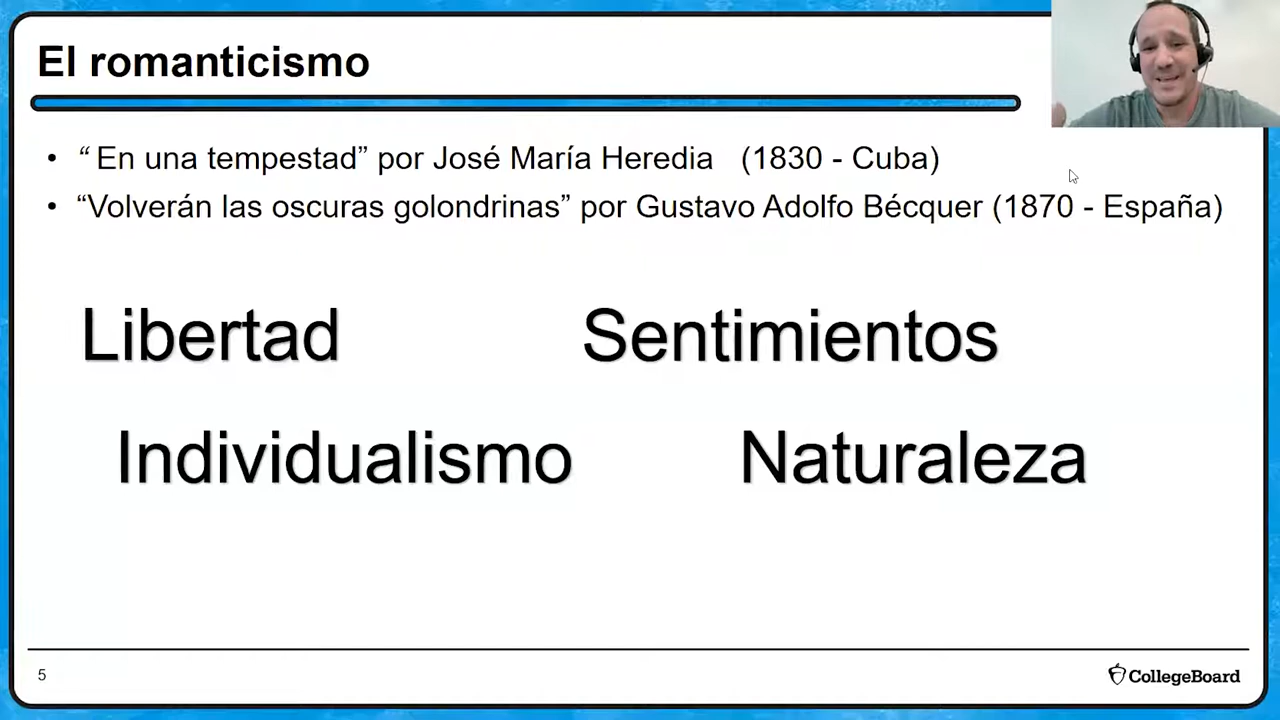 El romanticismo
• “ En una tempestad” por José María Heredia (1830 - Cuba)
• “Volverán las oscuras golondrinas” por Gustavo Adolfo Bécquer (1870 - España)
Libertad Sentimientos
Individualismo Naturaleza
5 CollegeBoard